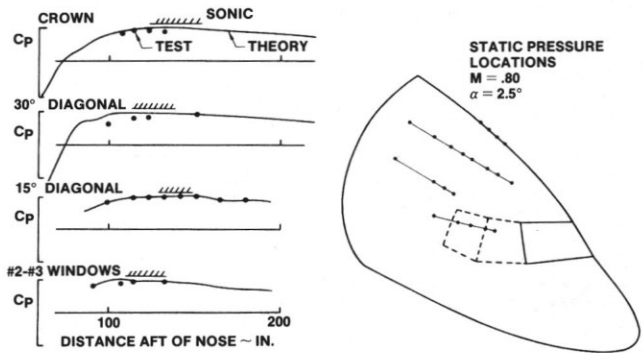 CROWN
SONIC
CP
TEST
THEORY
30° DIAGONAL
CP
15° DIAGONAL
CP
#2-#3 WINDOWS
CP
100
200
DISTANCE AFT OF NOSE ~ IN.
STATIC PRESSURE
LOCATIONS
M = .80
α = 2.5°